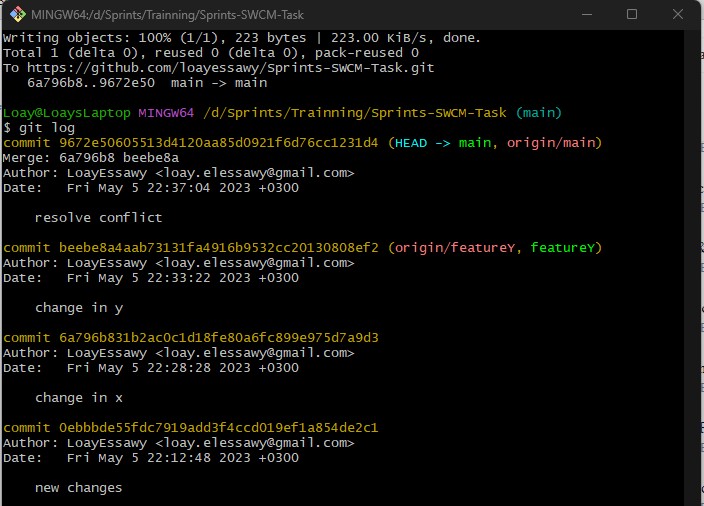 MINGW64:/d/Sprints/Trainning/Sprints-SWCM-Task
Writing objects: 100% (1/1), 223 bytes | 223.00 KiB/s, done.
Total 1 (delta 0), reused 0 (delta 0), pack-reused 0
To https://github.com/loayessawy/Sprints-SWCM-Task.git
   6a796b8..9672e50  main -> main

Loay@LoaysLaptop MINGW64 /d/Sprints/Trainning/Sprints-SWCM-Task (main)
$ git log
commit 9672e50605513d4120aa85d0921f6d76cc1231d4 (HEAD -> main, origin/main)
Merge: 6a796b8 beebe8a
Author: LoayEssawy <loay.elessawy@gmail.com>
Date:   Fri May 5 22:37:04 2023 +0300

    resolve conflict

commit beebe8a4aab73131fa4916b9532cc20130808ef2 (origin/featureY, featureY)
Author: LoayEssawy <loay.elessawy@gmail.com>
Date:   Fri May 5 22:33:22 2023 +0300

    change in y

commit 6a796b831b2ac0c1d18fe80a6fc899e975d7a9d3
Author: LoayEssawy <loay.elessawy@gmail.com>
Date:   Fri May 5 22:28:28 2023 +0300

    change in x

commit 0ebbbde55fdc7919add3f4ccd019ef1a854de2c1
Author: LoayEssawy <loay.elessawy@gmail.com>
Date:   Fri May 5 22:12:48 2023 +0300

    new changes